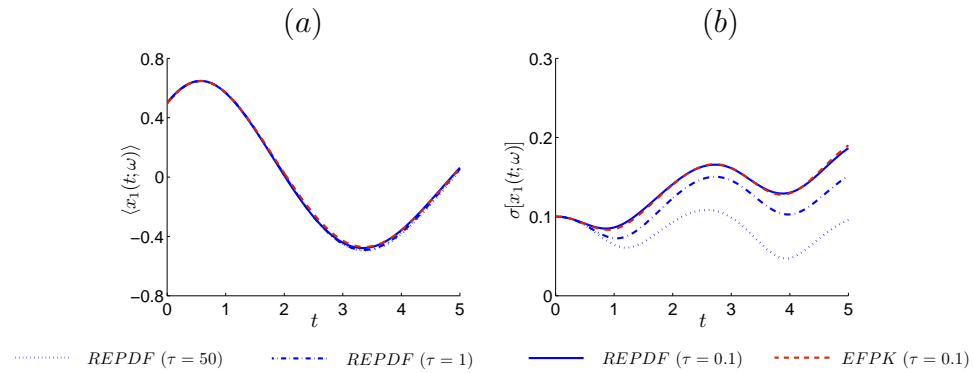 (a)
(b)
⟨x₁(t; ω)⟩
0.8
0.4
0
−0.4
−0.8
0 1 2 3 4 5
t
σ[x₁(t; ω)]
0.3
0.2
0.1
0
0 1 2 3 4 5
t
REPDF (τ = 50)
REPDF (τ = 1)
REPDF (τ = 0.1)
EFPK (τ = 0.1)